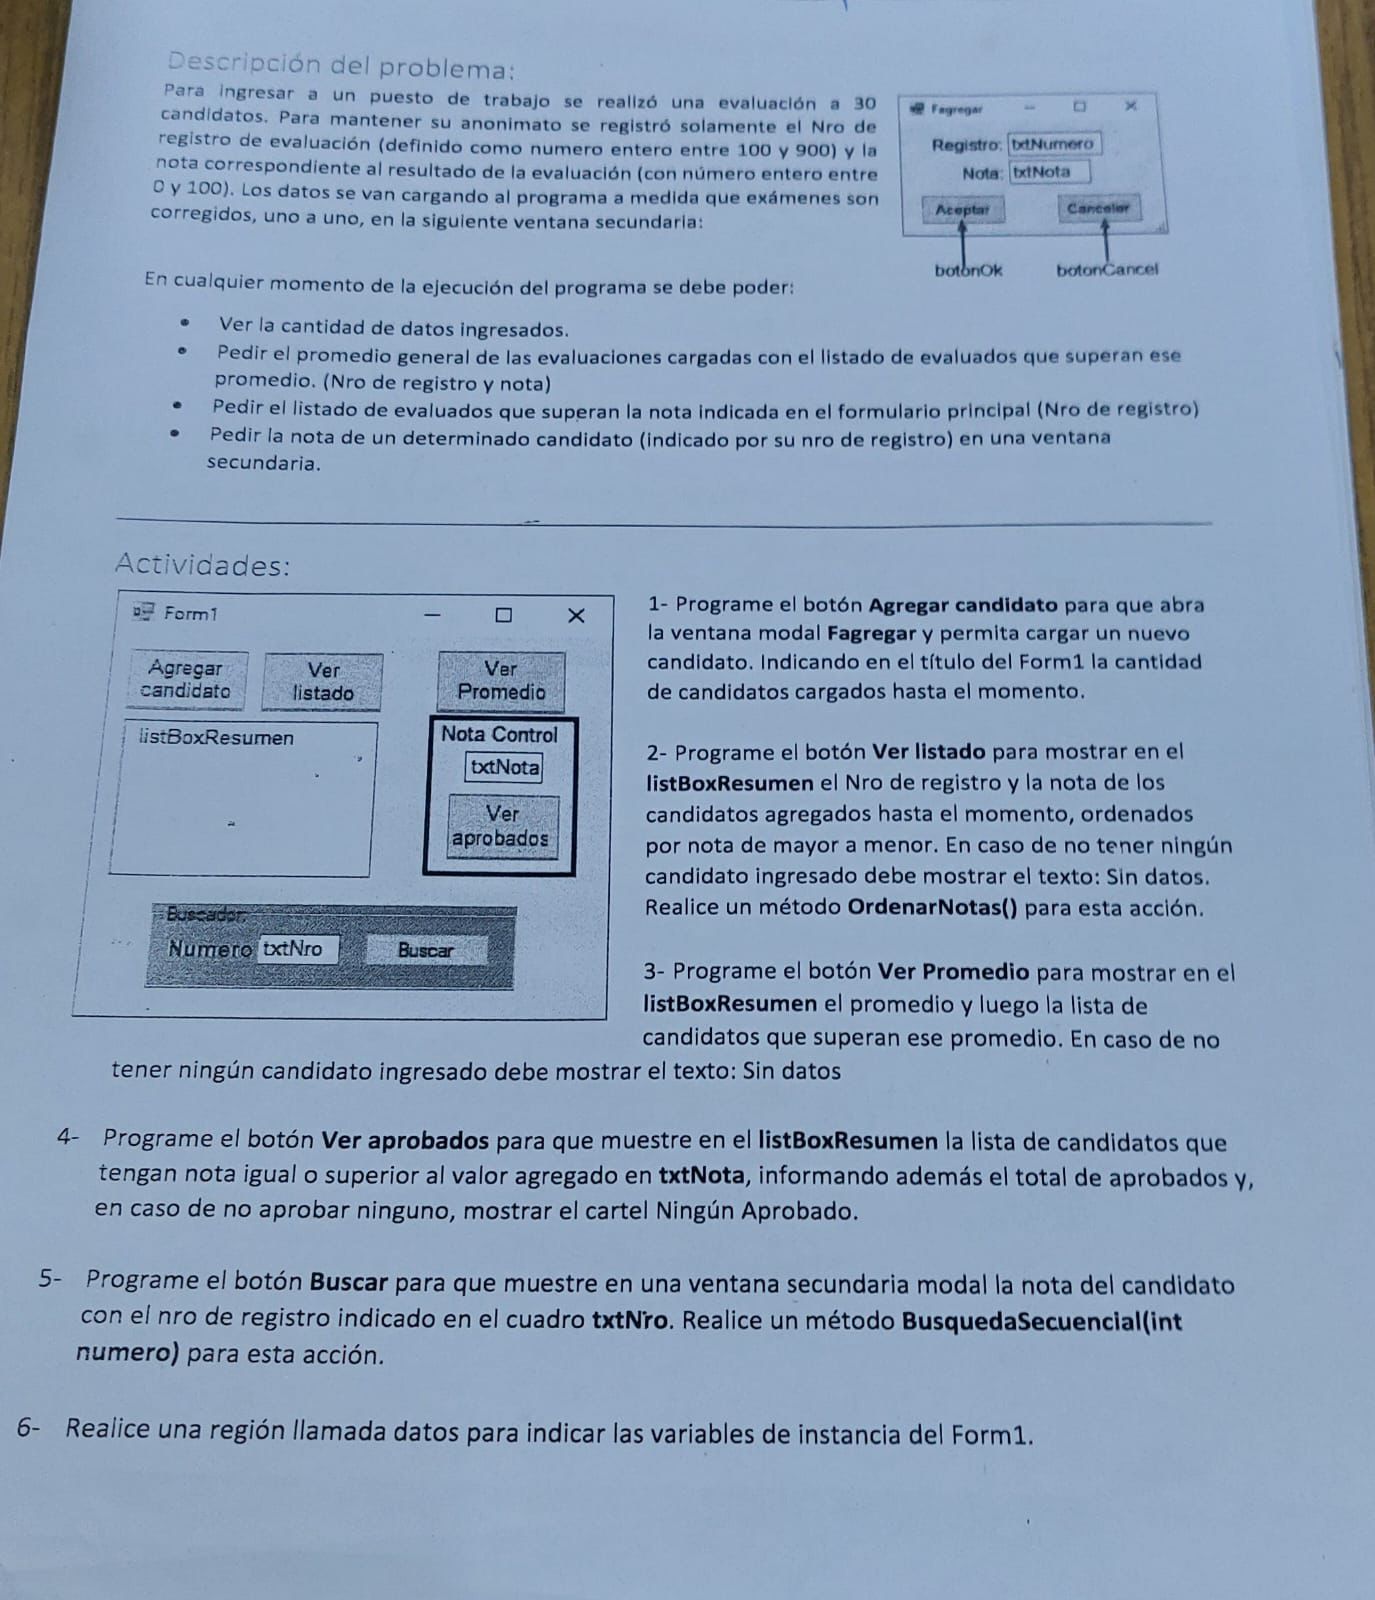 Descripción del problema:
Para ingresar a un puesto de trabajo se realizó una evaluación a 30
candidatos. Para mantener su anonimato se registró solamente el Nro de
registro de evaluación (definido como numero entero entre 100 y 900) y la
nota correspondiente al resultado de la evaluación (con número entero entre
0 y 100). Los datos se van cargando al programa a medida que exámenes son
corregidos, uno a uno, en la siguiente ventana secundaria:
Fagregar
Registro: txtNumero
Nota: txtNota
Aceptar Cancelar
botonOk botonCancel
En cualquier momento de la ejecución del programa se debe poder:
• Ver la cantidad de datos ingresados.
• Pedir el promedio general de las evaluaciones cargadas con el listado de evaluados que superan ese
promedio. (Nro de registro y nota)
• Pedir el listado de evaluados que superan la nota indicada en el formulario principal (Nro de registro)
• Pedir la nota de un determinado candidato (indicado por su nro de registro) en una ventana
secundaria.
Actividades:
Form1
Agregar
candidato
Ver
listado
Ver
Promedio
listBoxResumen
Nota Control
txtNota
Ver
aprobados
Buscador
Numero txtNro Buscar
1- Programe el botón Agregar candidato para que abra
la ventana modal Fagregar y permita cargar un nuevo
candidato. Indicando en el título del Form1 la cantidad
de candidatos cargados hasta el momento.
2- Programe el botón Ver listado para mostrar en el
listBoxResumen el Nro de registro y la nota de los
candidatos agregados hasta el momento, ordenados
por nota de mayor a menor. En caso de no tener ningún
candidato ingresado debe mostrar el texto: Sin datos.
Realice un método OrdenarNotas() para esta acción.
3- Programe el botón Ver Promedio para mostrar en el
listBoxResumen el promedio y luego la lista de
candidatos que superan ese promedio. En caso de no
tener ningún candidato ingresado debe mostrar el texto: Sin datos
4- Programe el botón Ver aprobados para que muestre en el listBoxResumen la lista de candidatos que
tengan nota igual o superior al valor agregado en txtNota, informando además el total de aprobados y,
en caso de no aprobar ninguno, mostrar el cartel Ningún Aprobado.
5- Programe el botón Buscar para que muestre en una ventana secundaria modal la nota del candidato
con el nro de registro indicado en el cuadro txtNro. Realice un método BusquedaSecuencial(int
numero) para esta acción.
6- Realice una región llamada datos para indicar las variables de instancia del Form1.